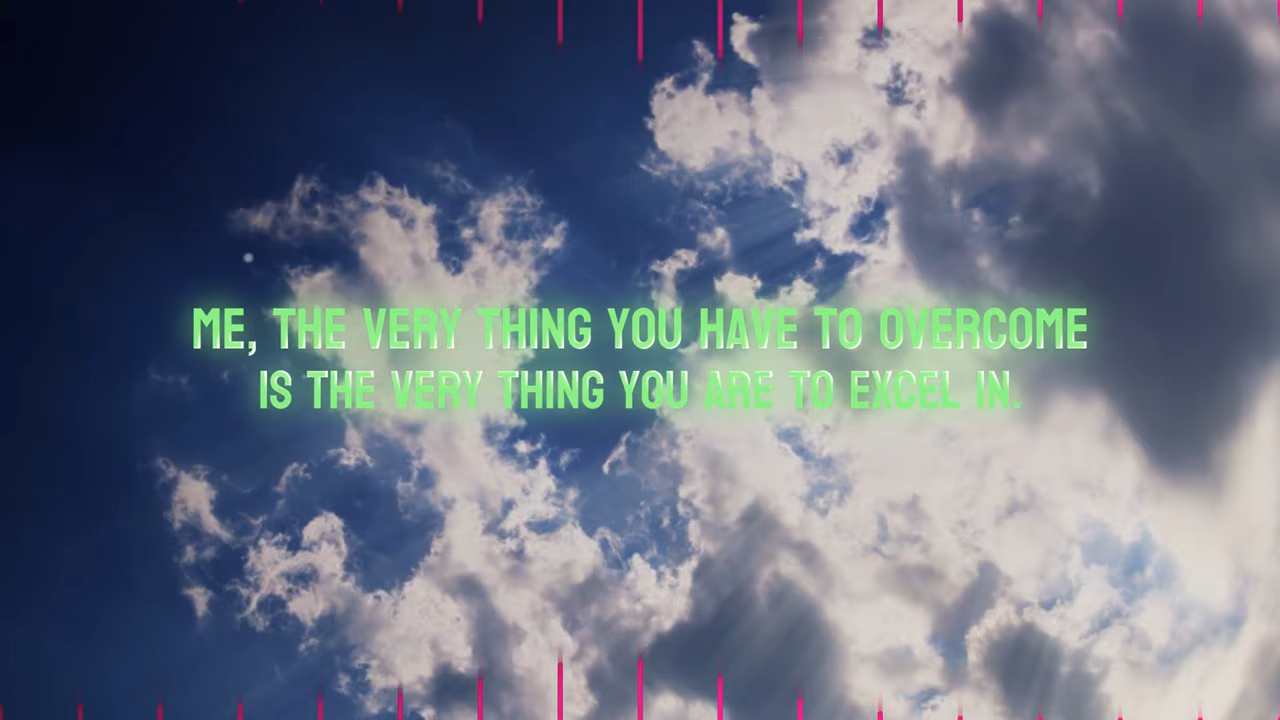 ME, THE VERY THING YOU HAVE TO OVERCOME
IS THE VERY THING YOU ARE TO EXCEL IN.